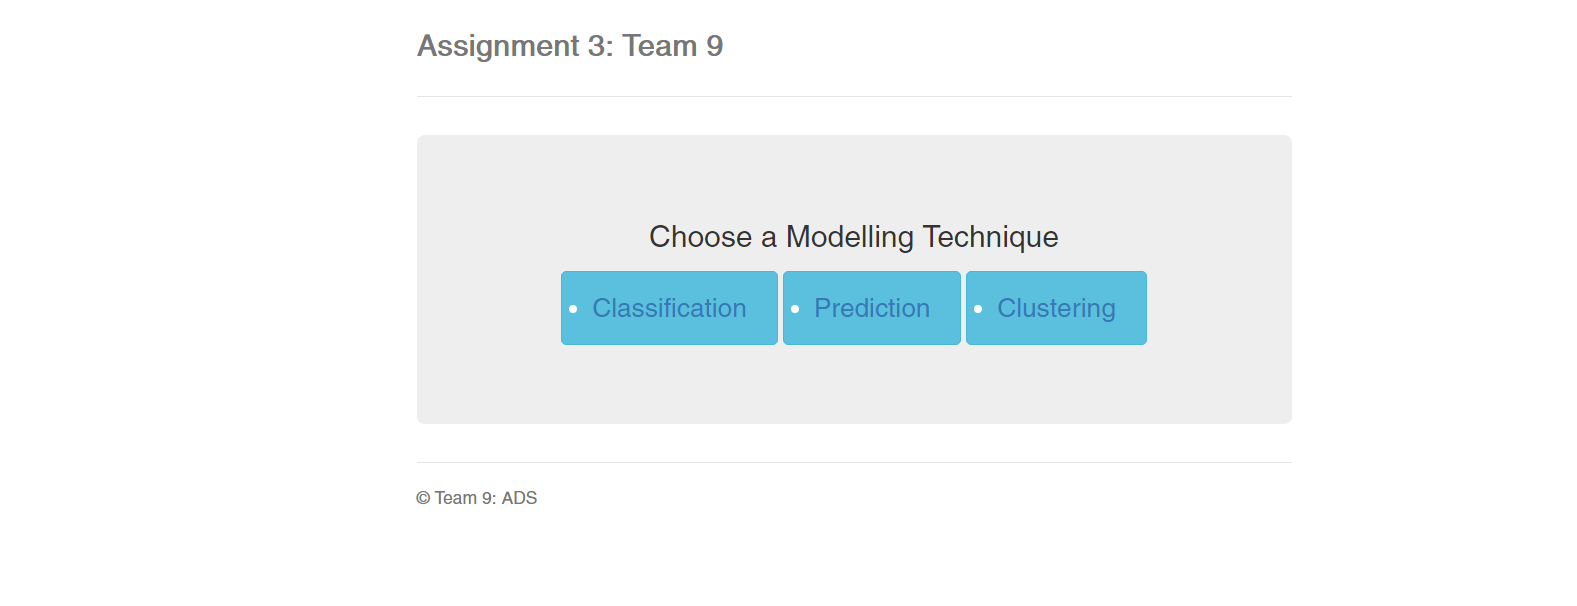 Assignment 3: Team 9
Choose a Modelling Technique
• Classification • Prediction • Clustering
© Team 9: ADS